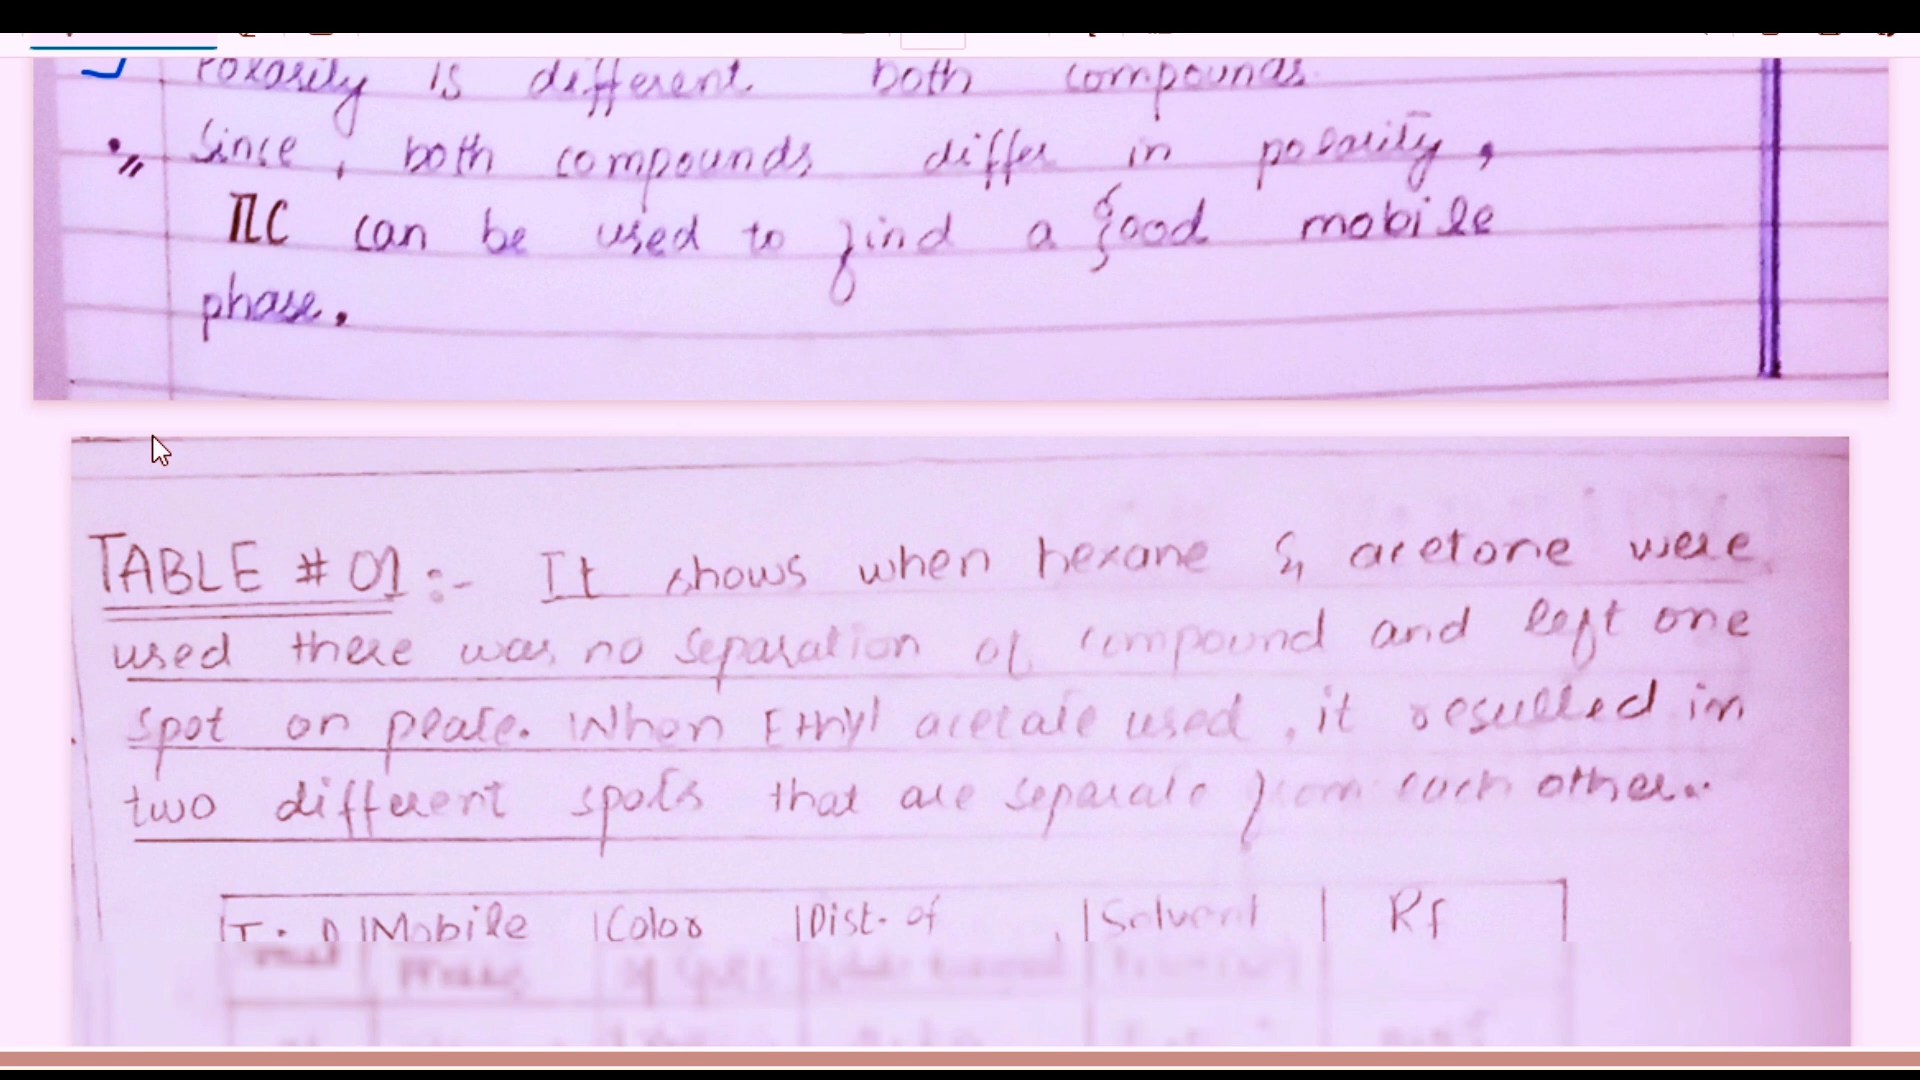 Polarity is different both compounds.
Since, both compounds differ in polarity,
TLC can be used to find a good mobile
phase.
TABLE # 01:- It shows when hexane & acetone were
used there was no separation of compound and left one
spot on plate. When Ethyl acetate used, it resulted in
two different spots that are separate from each other.
Mobile Color Dist. of Solvent Rf